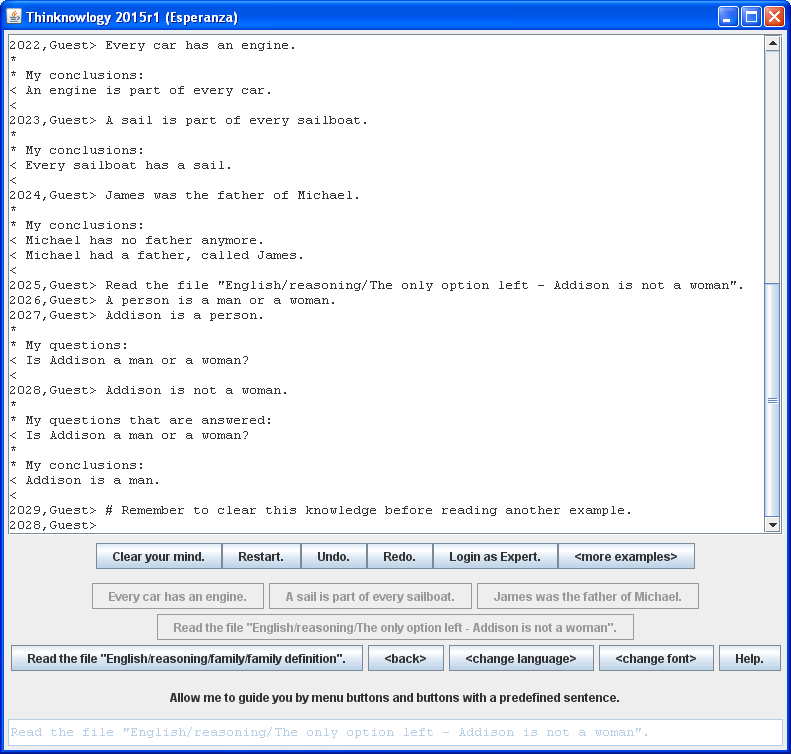 Thinknowlogy 2015r1 (Esperanza)
2022,Guest> Every car has an engine.
*
* My conclusions:
< An engine is part of every car.
<
2023,Guest> A sail is part of every sailboat.
*
* My conclusions:
< Every sailboat has a sail.
<
2024,Guest> James was the father of Michael.
*
* My conclusions:
< Michael has no father anymore.
< Michael had a father, called James.
<
2025,Guest> Read the file "English/reasoning/The only option left - Addison is not a woman".
2026,Guest> A person is a man or a woman.
2027,Guest> Addison is a person.
*
* My questions:
< Is Addison a man or a woman?
<
2028,Guest> Addison is not a woman.
*
* My questions that are answered:
< Is Addison a man or a woman?
*
* My conclusions:
< Addison is a man.
<
2029,Guest> # Remember to clear this knowledge before reading another example.
2028,Guest>
Clear your mind. Restart. Undo. Redo. Login as Expert. <more examples>
Every car has an engine. A sail is part of every sailboat. James was the father of Michael.
Read the file "English/reasoning/The only option left - Addison is not a woman".
Read the file "English/reasoning/family/family definition". <back> <change language> <change font> Help.
Allow me to guide you by menu buttons and buttons with a predefined sentence.
Read the file "English/reasoning/The only option left - Addison is not a woman".